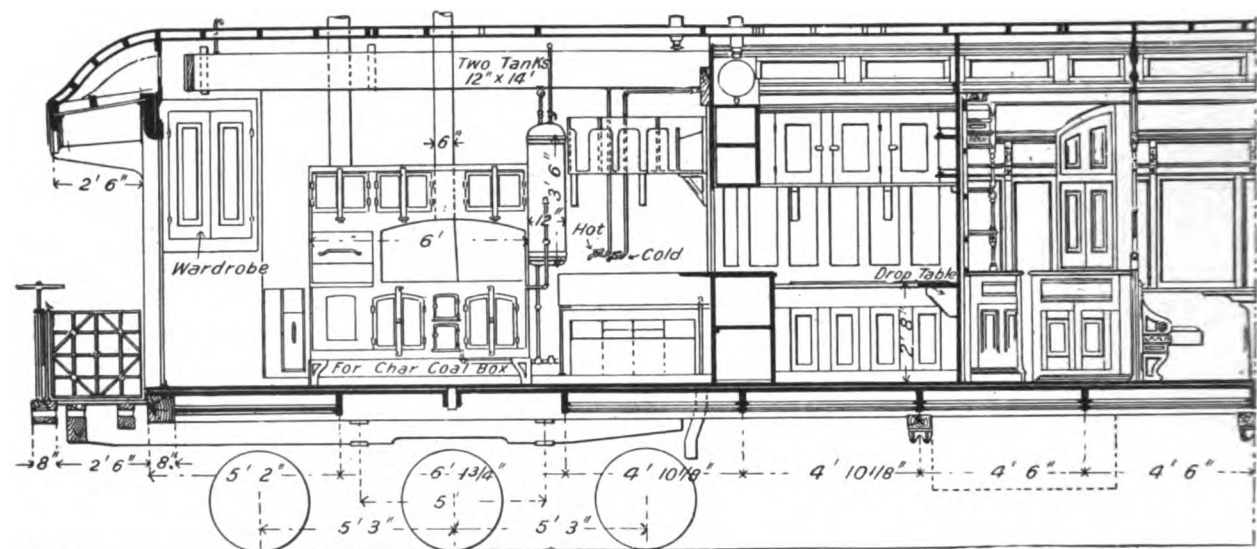 Two Tanks
12" x 14'
6"
2' 6"
3' 6"
12"
6'
Hot
Cold
Wardrobe
Drop Table
2' 8"
For Char Coal Box
8"
2' 6"
8"
5' 2"
6' 1 3/4"
4' 10 1/8"
4' 10 1/8"
4' 6"
4' 6"
5
5' 3"
5' 3"